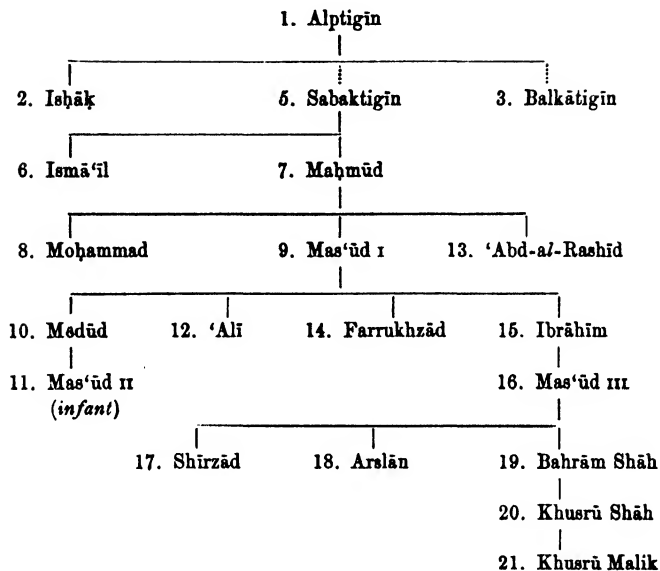 1. Alptigīn
2. Isḥāḳ 5. Sabaktigīn 3. Balkātigīn
6. Ismā‘īl 7. Maḥmūd
8. Moḥammad 9. Mas‘ūd I 13. ‘Abd-al-Rashīd
10. Mōdūd 12. ‘Alī 14. Farrukhzād 15. Ibrāhīm
11. Mas‘ūd II 16. Mas‘ūd III
(infant)
17. Shīrzād 18. Arslān 19. Bahrām Shāh
20. Khusrū Shāh
21. Khusrū Malik